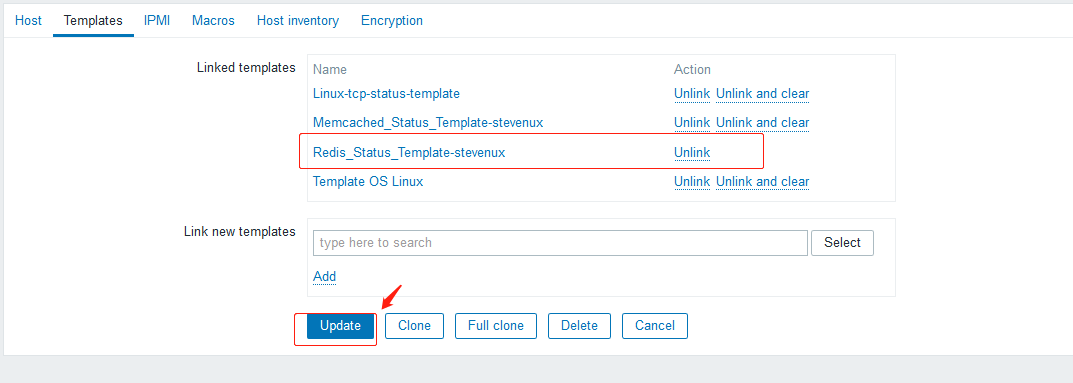 Host Templates IPMI Macros Host inventory Encryption
Linked templates Name Action
Linux-tcp-status-template Unlink Unlink and clear
Memcached_Status_Template-stevenux Unlink Unlink and clear
Redis_Status_Template-stevenux Unlink
Template OS Linux Unlink Unlink and clear
Link new templates type here to search Select
Add
Update Clone Full clone Delete Cancel